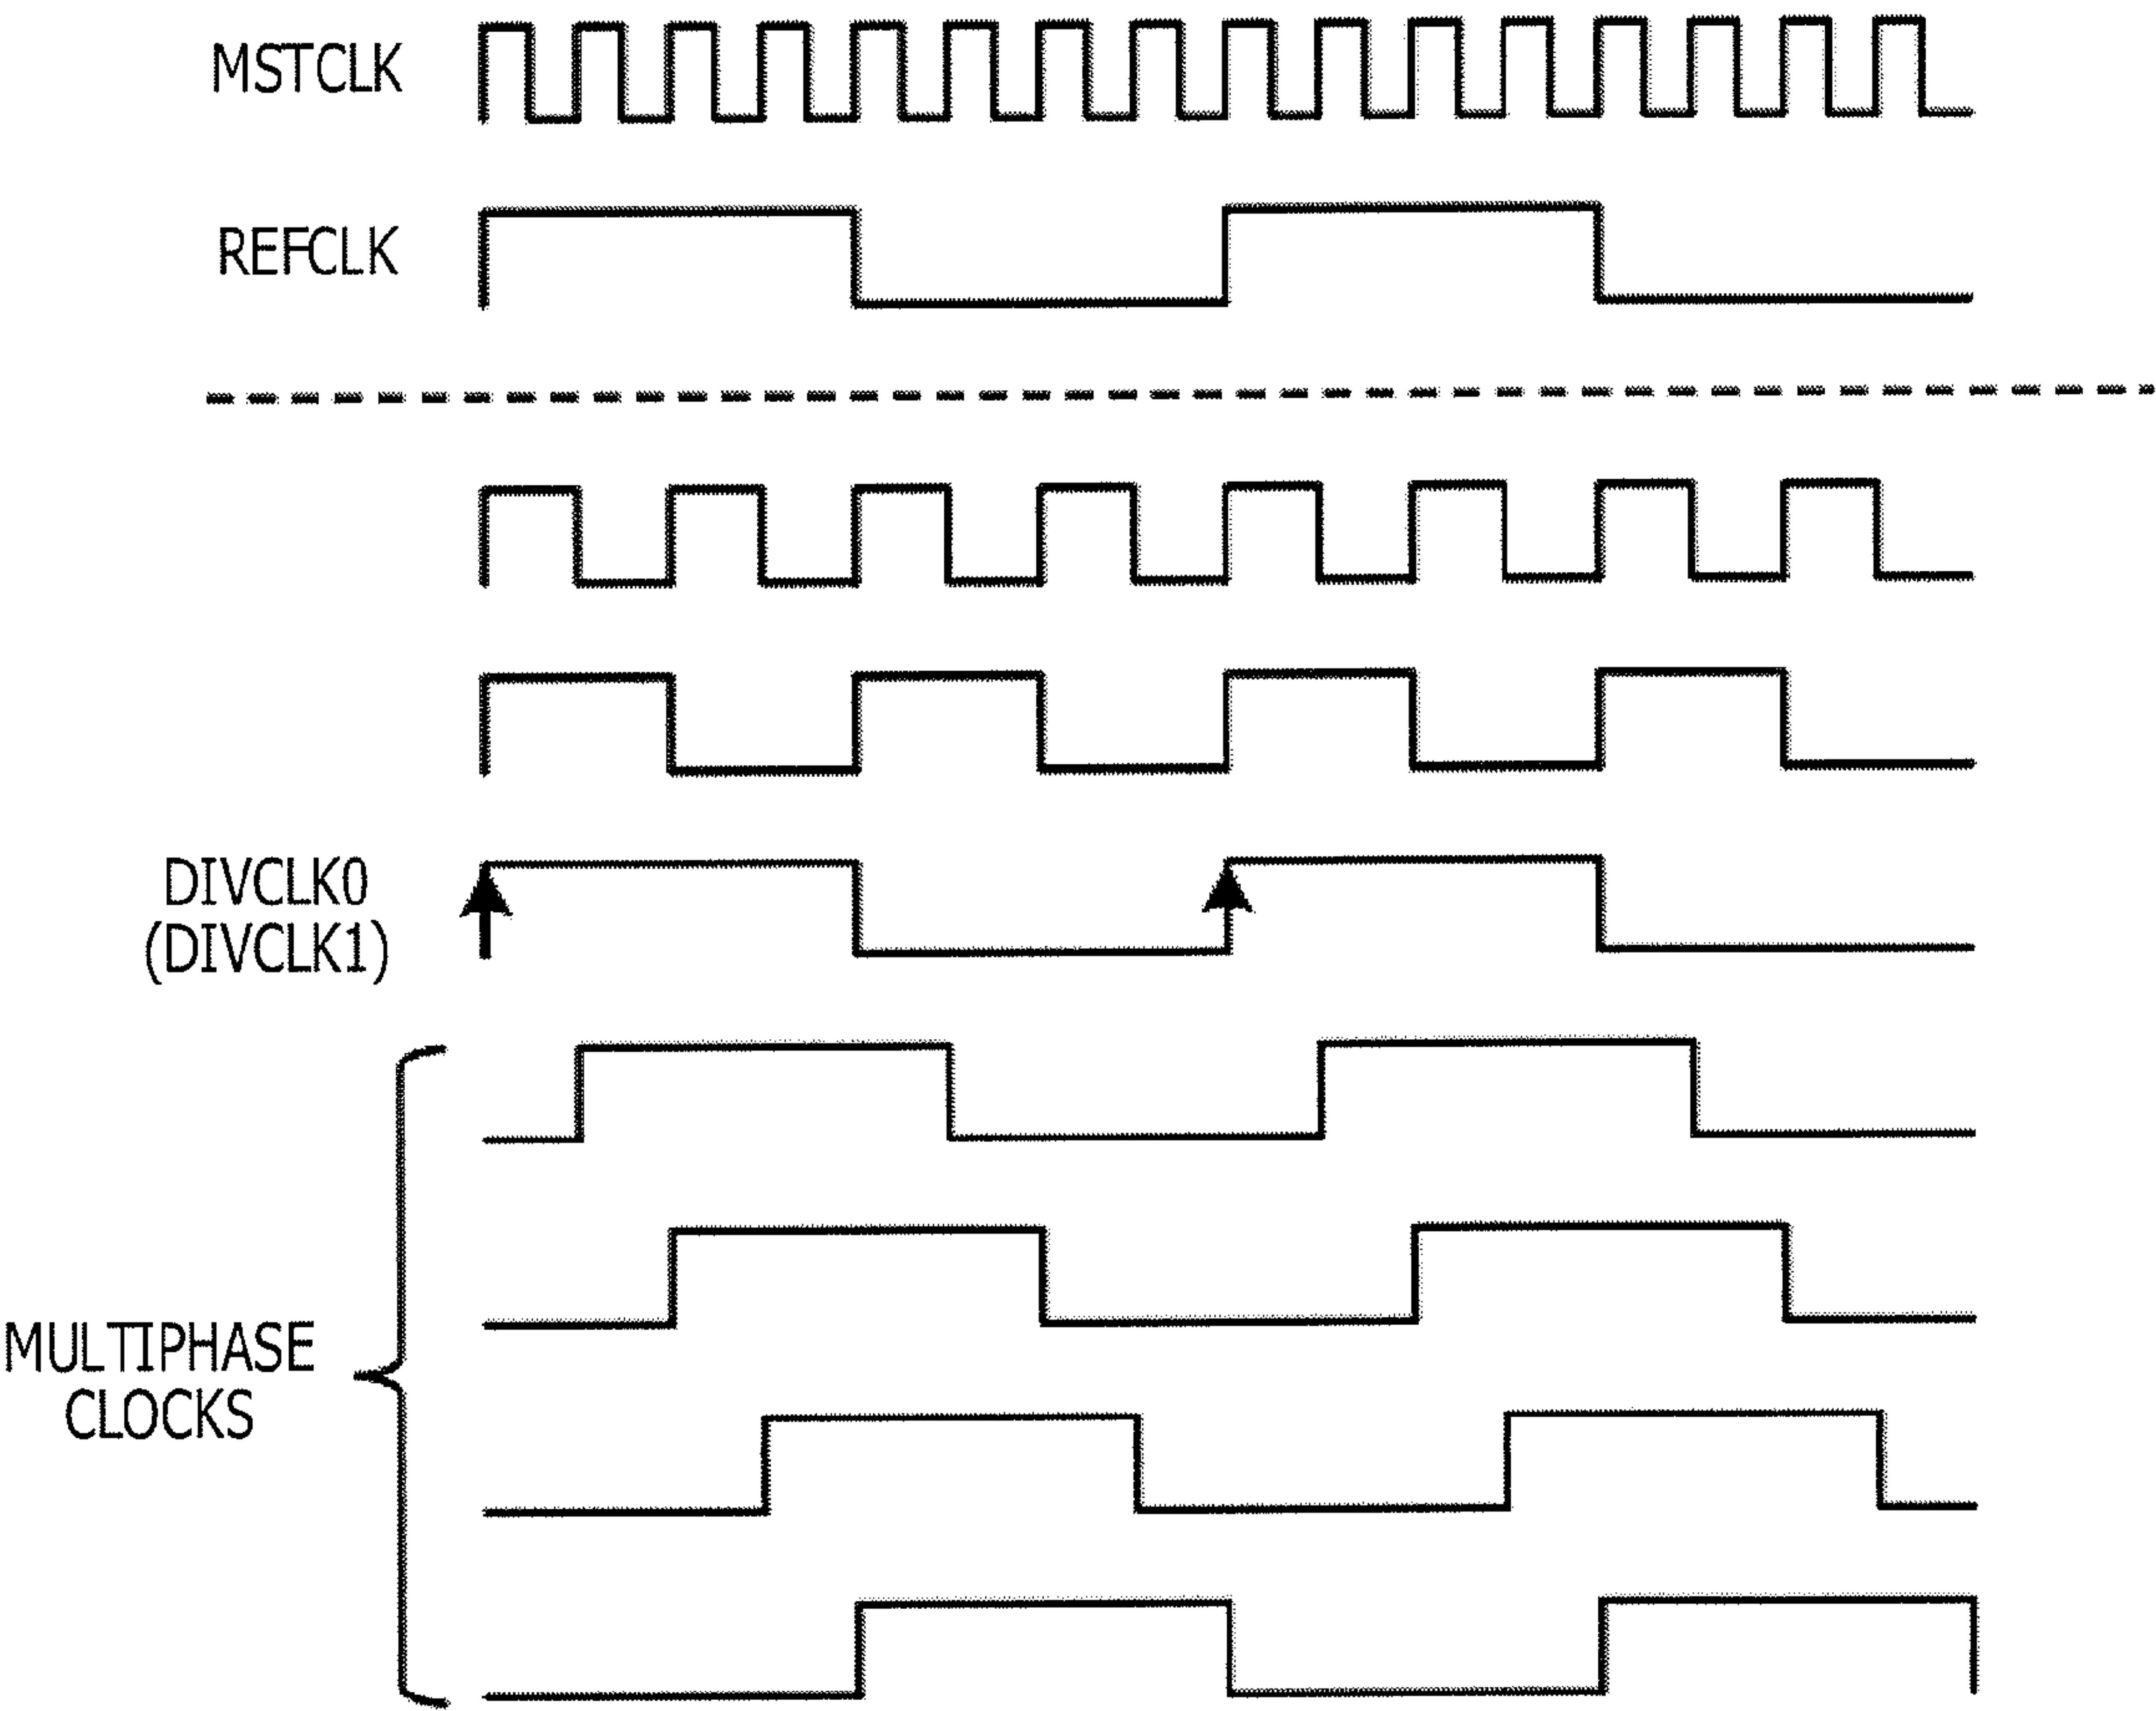 MSTCLK
REFCLK
DIVCLK0
(DIVCLK1)
MULTIPHASE
CLOCKS